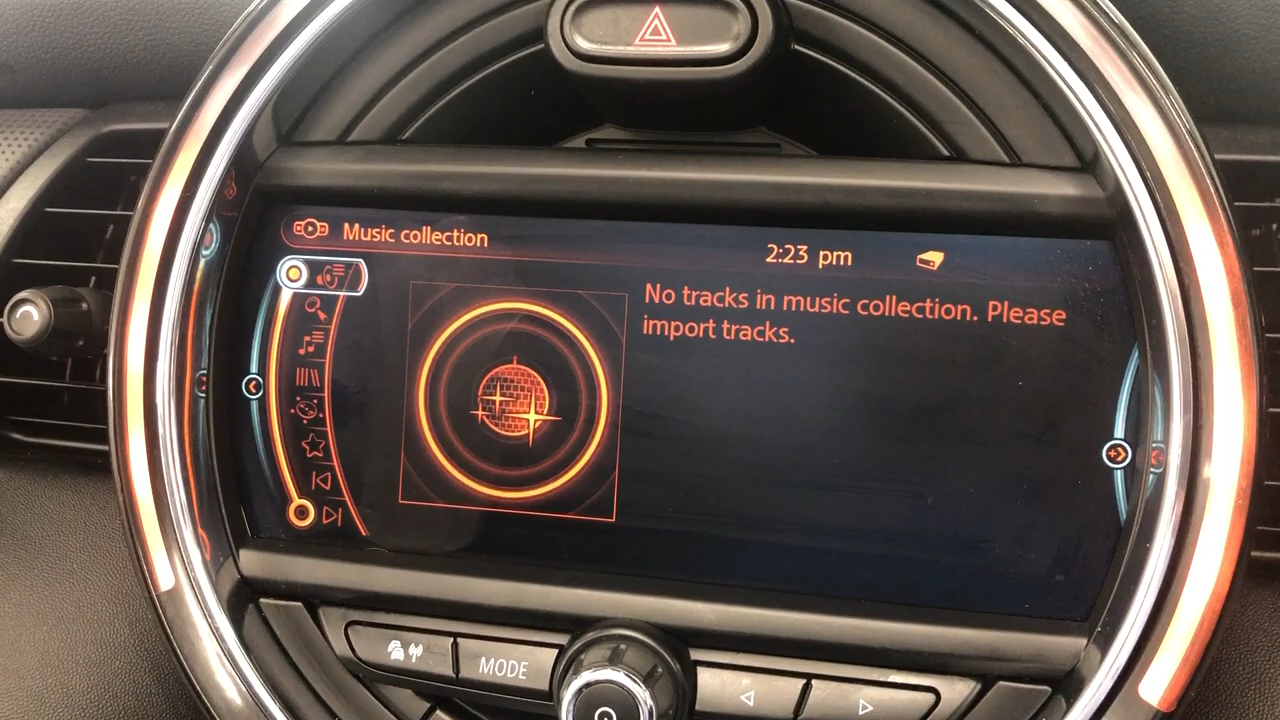 Music collection
2:23 pm
No tracks in music collection. Please
import tracks.
MODE